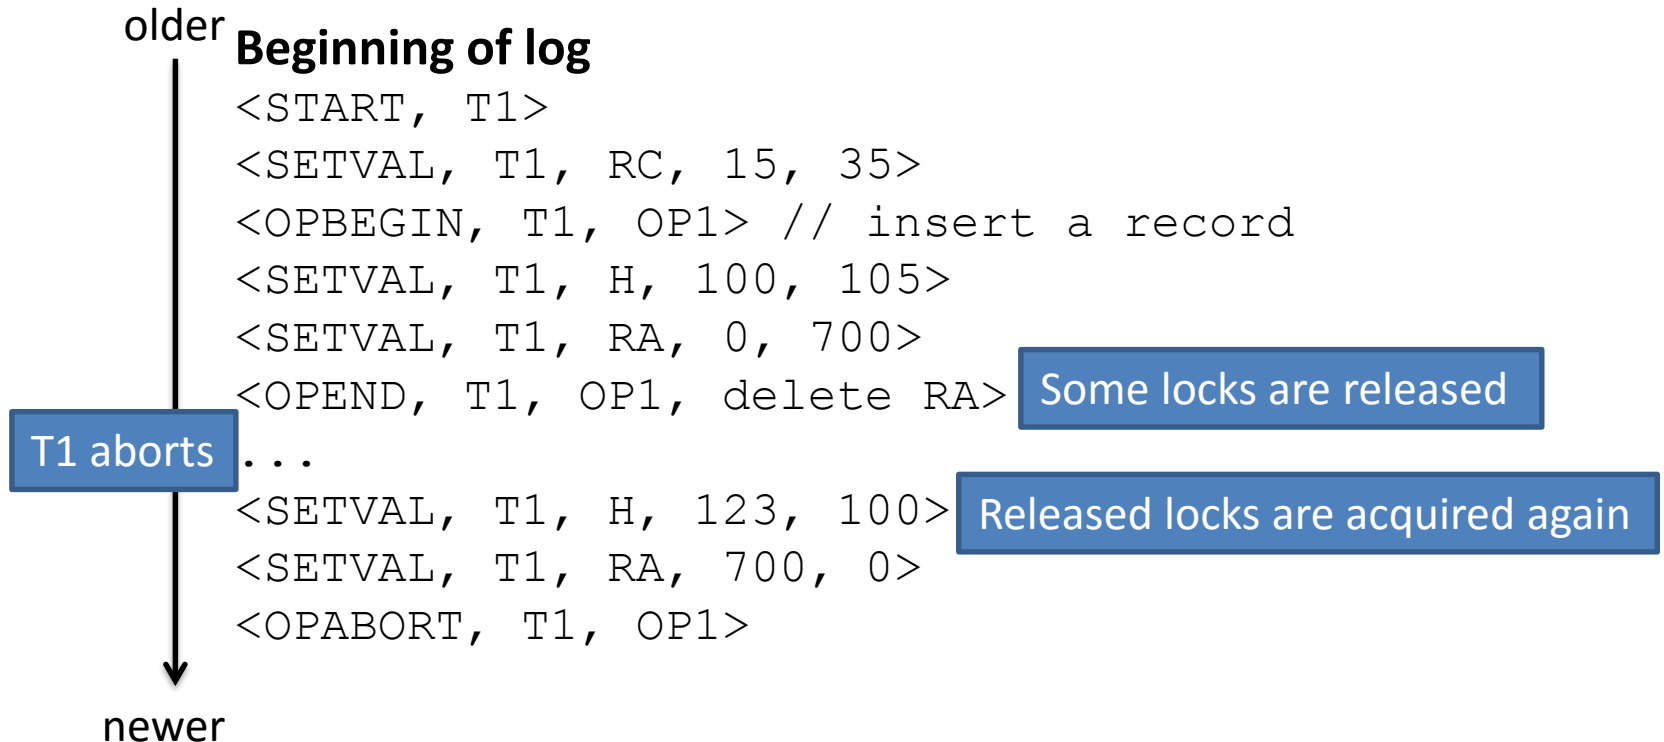 older
Beginning of log
<START, T1>
<SETVAL, T1, RC, 15, 35>
<OPBEGIN, T1, OP1> // insert a record
<SETVAL, T1, H, 100, 105>
<SETVAL, T1, RA, 0, 700>
<OPEND, T1, OP1, delete RA>
Some locks are released
T1 aborts
...
<SETVAL, T1, H, 123, 100>
Released locks are acquired again
<SETVAL, T1, RA, 700, 0>
<OPABORT, T1, OP1>
newer